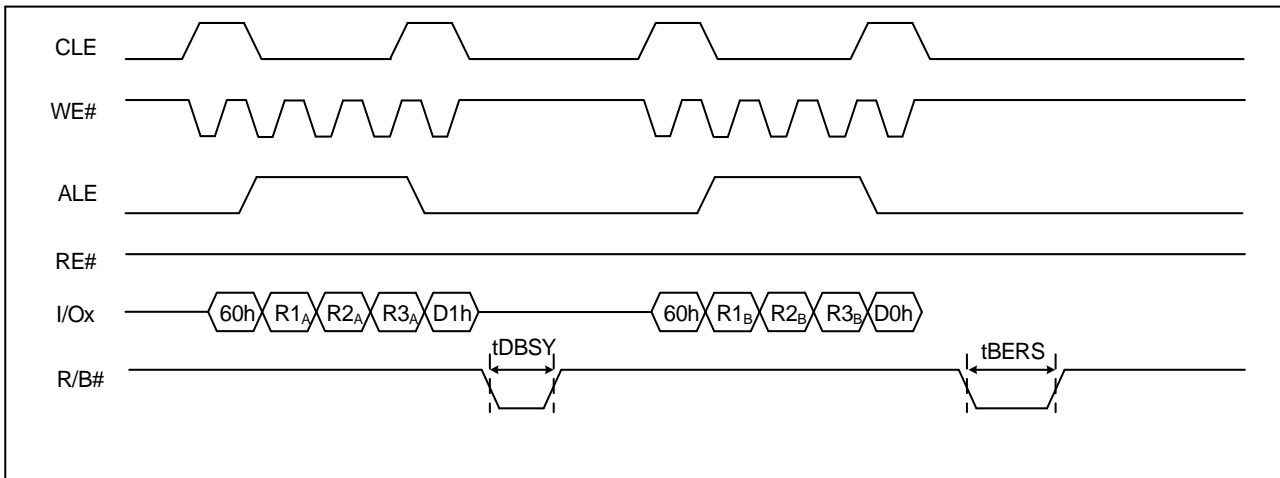 CLE
WE#
ALE
RE#
I/Ox 60h R1A R2A R3A D1h 60h R1B R2B R3B D0h
tDBSY tBERS
R/B#